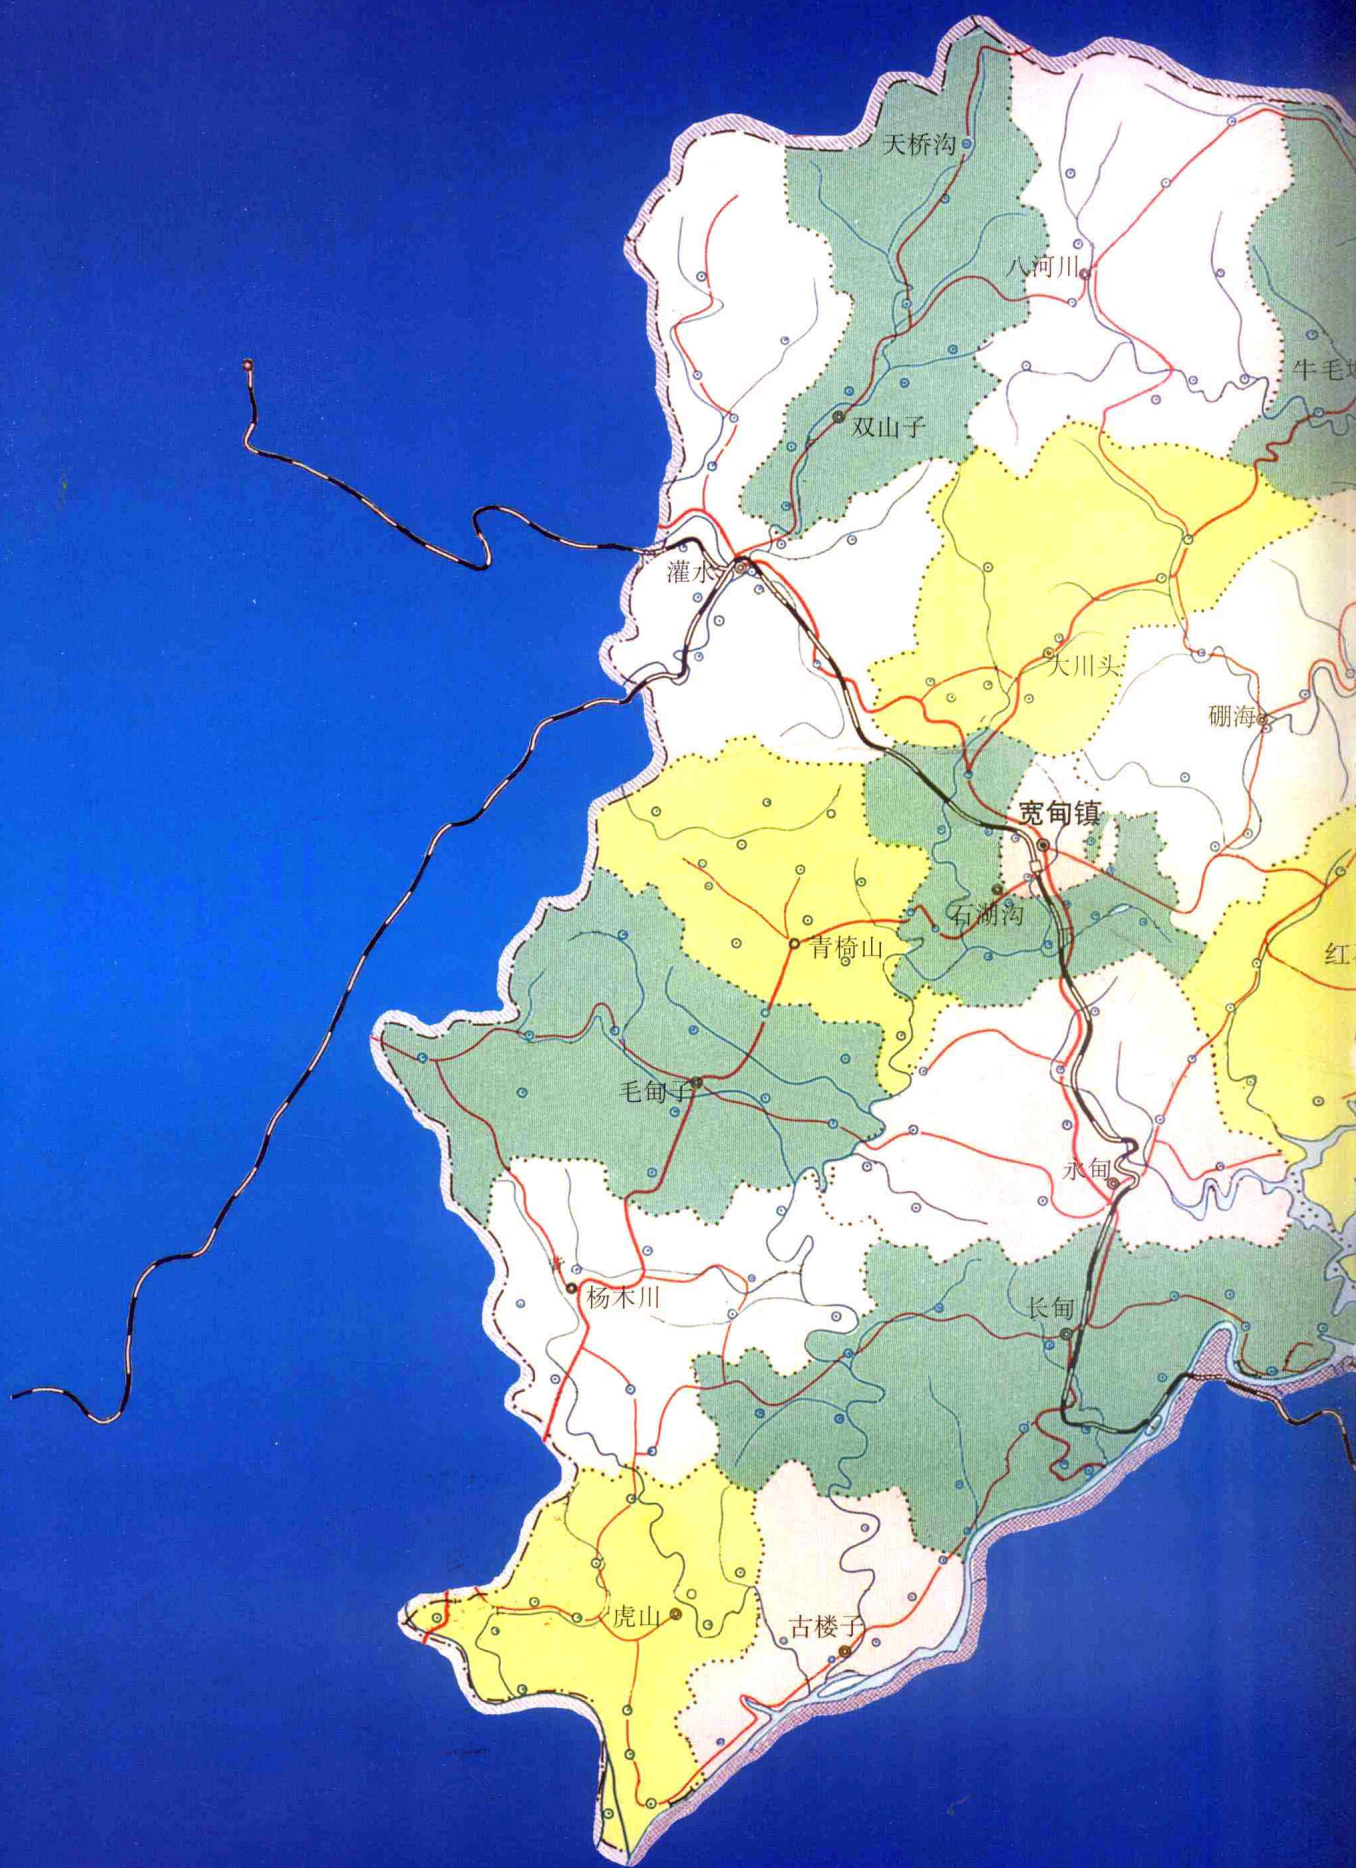 天桥沟
八河川
牛毛
双山子
灌水
大川头
硼海
宽甸镇
石湖沟
青椅山
红
毛甸子
永甸
杨木川
长甸
虎山
古楼子